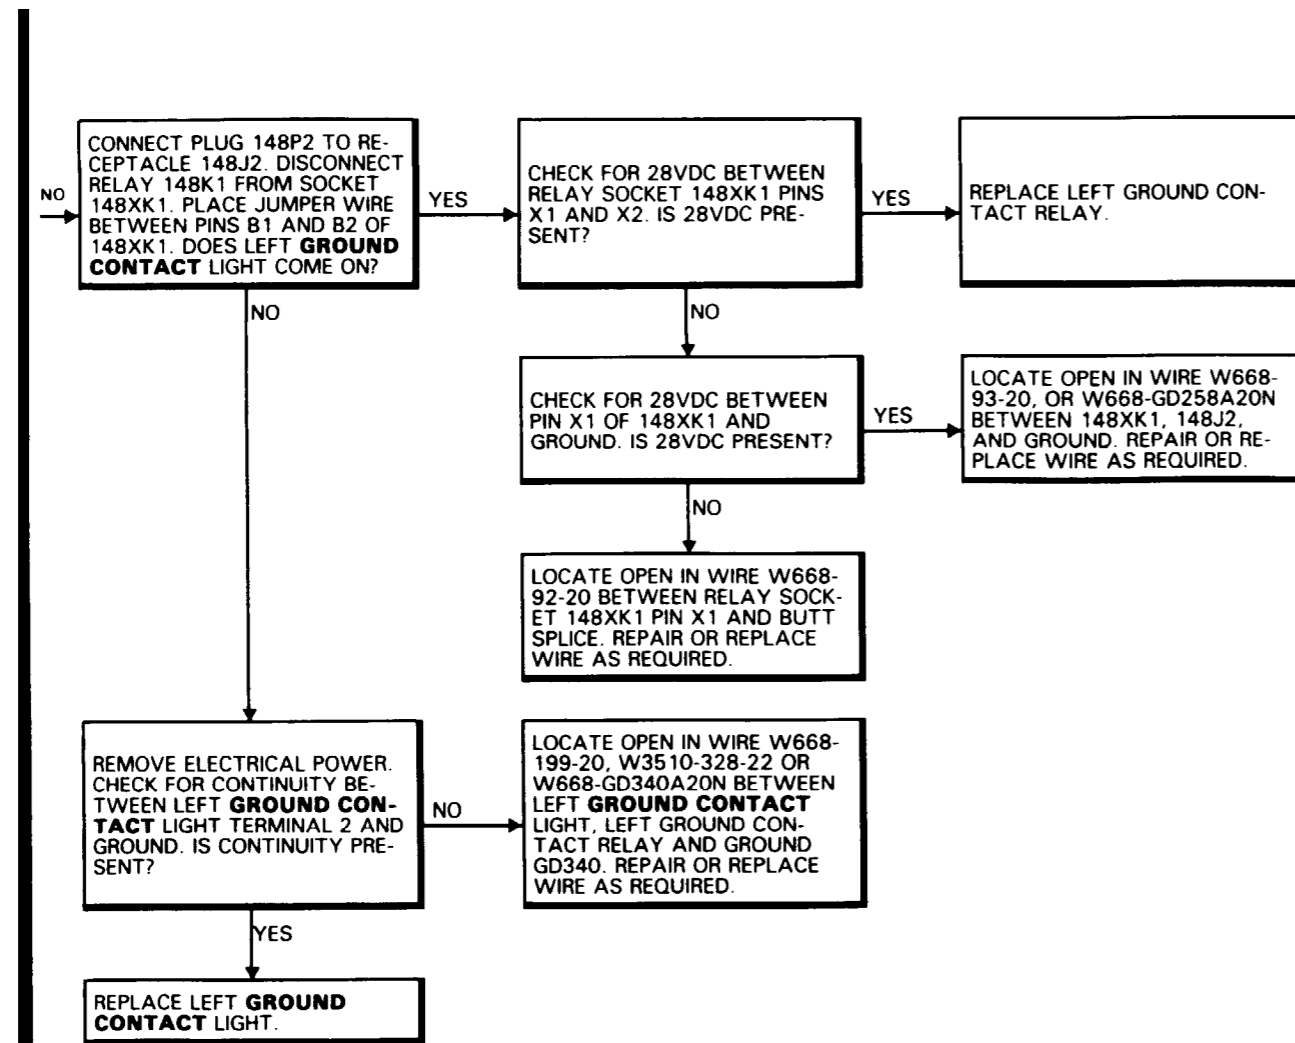 NO
CONNECT PLUG 148P2 TO RE-
CEPTACLE 148J2. DISCONNECT
RELAY 148K1 FROM SOCKET
148XK1. PLACE JUMPER WIRE
BETWEEN PINS B1 AND B2 OF
148XK1. DOES LEFT GROUND
CONTACT LIGHT COME ON?
YES
CHECK FOR 28VDC BETWEEN
RELAY SOCKET 148XK1 PINS
X1 AND X2. IS 28VDC PRE-
SENT?
YES
REPLACE LEFT GROUND CON-
TACT RELAY.
NO
NO
CHECK FOR 28VDC BETWEEN
PIN X1 OF 148XK1 AND
GROUND. IS 28VDC PRESENT?
YES
LOCATE OPEN IN WIRE W668-
93-20, OR W668-GD258A20N
BETWEEN 148XK1, 148J2,
AND GROUND. REPAIR OR RE-
PLACE WIRE AS REQUIRED.
NO
LOCATE OPEN IN WIRE W668-
92-20 BETWEEN RELAY SOCK-
ET 148XK1 PIN X1 AND BUTT
SPLICE. REPAIR OR REPLACE
WIRE AS REQUIRED.
REMOVE ELECTRICAL POWER.
CHECK FOR CONTINUITY BE-
TWEEN LEFT GROUND CON-
TACT LIGHT TERMINAL 2 AND
GROUND. IS CONTINUITY PRE-
SENT?
NO
LOCATE OPEN IN WIRE W668-
199-20, W3510-328-22 OR
W668-GD340A20N BETWEEN
LEFT GROUND CONTACT
LIGHT, LEFT GROUND CON-
TACT RELAY AND GROUND
GD340. REPAIR OR REPLACE
WIRE AS REQUIRED.
YES
REPLACE LEFT GROUND
CONTACT LIGHT.